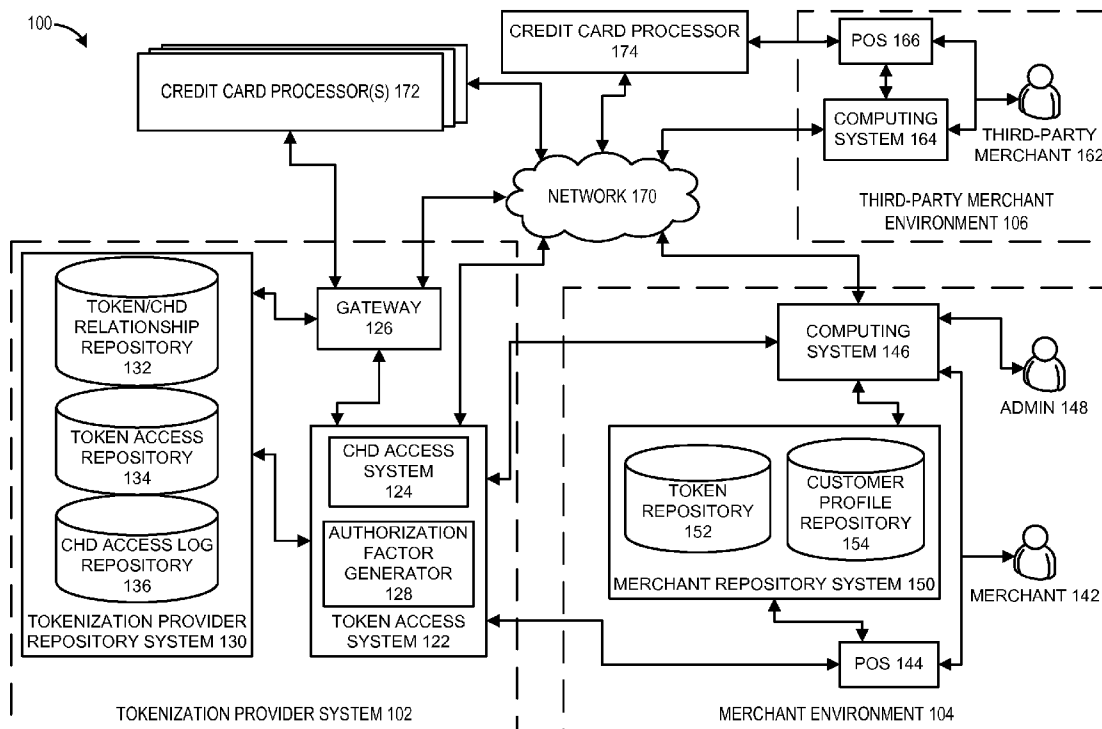 100
CREDIT CARD PROCESSOR(S) 172
CREDIT CARD
PROCESSOR
174
POS 166
COMPUTING
SYSTEM 164
THIRD-PARTY
MERCHANT 162
THIRD-PARTY MERCHANT
ENVIRONMENT 106
NETWORK 170
TOKEN/CHD
RELATIONSHIP
REPOSITORY
132
TOKEN ACCESS
REPOSITORY
134
CHD ACCESS LOG
REPOSITORY
136
TOKENIZATION PROVIDER
REPOSITORY SYSTEM 130
GATEWAY
126
CHD ACCESS
SYSTEM
124
AUTHORIZATION
FACTOR
GENERATOR
128
TOKEN ACCESS
SYSTEM 122
TOKENIZATION PROVIDER SYSTEM 102
COMPUTING
SYSTEM 146
ADMIN 148
TOKEN
REPOSITORY
152
CUSTOMER
PROFILE
REPOSITORY
154
MERCHANT REPOSITORY SYSTEM 150
MERCHANT 142
POS 144
MERCHANT ENVIRONMENT 104